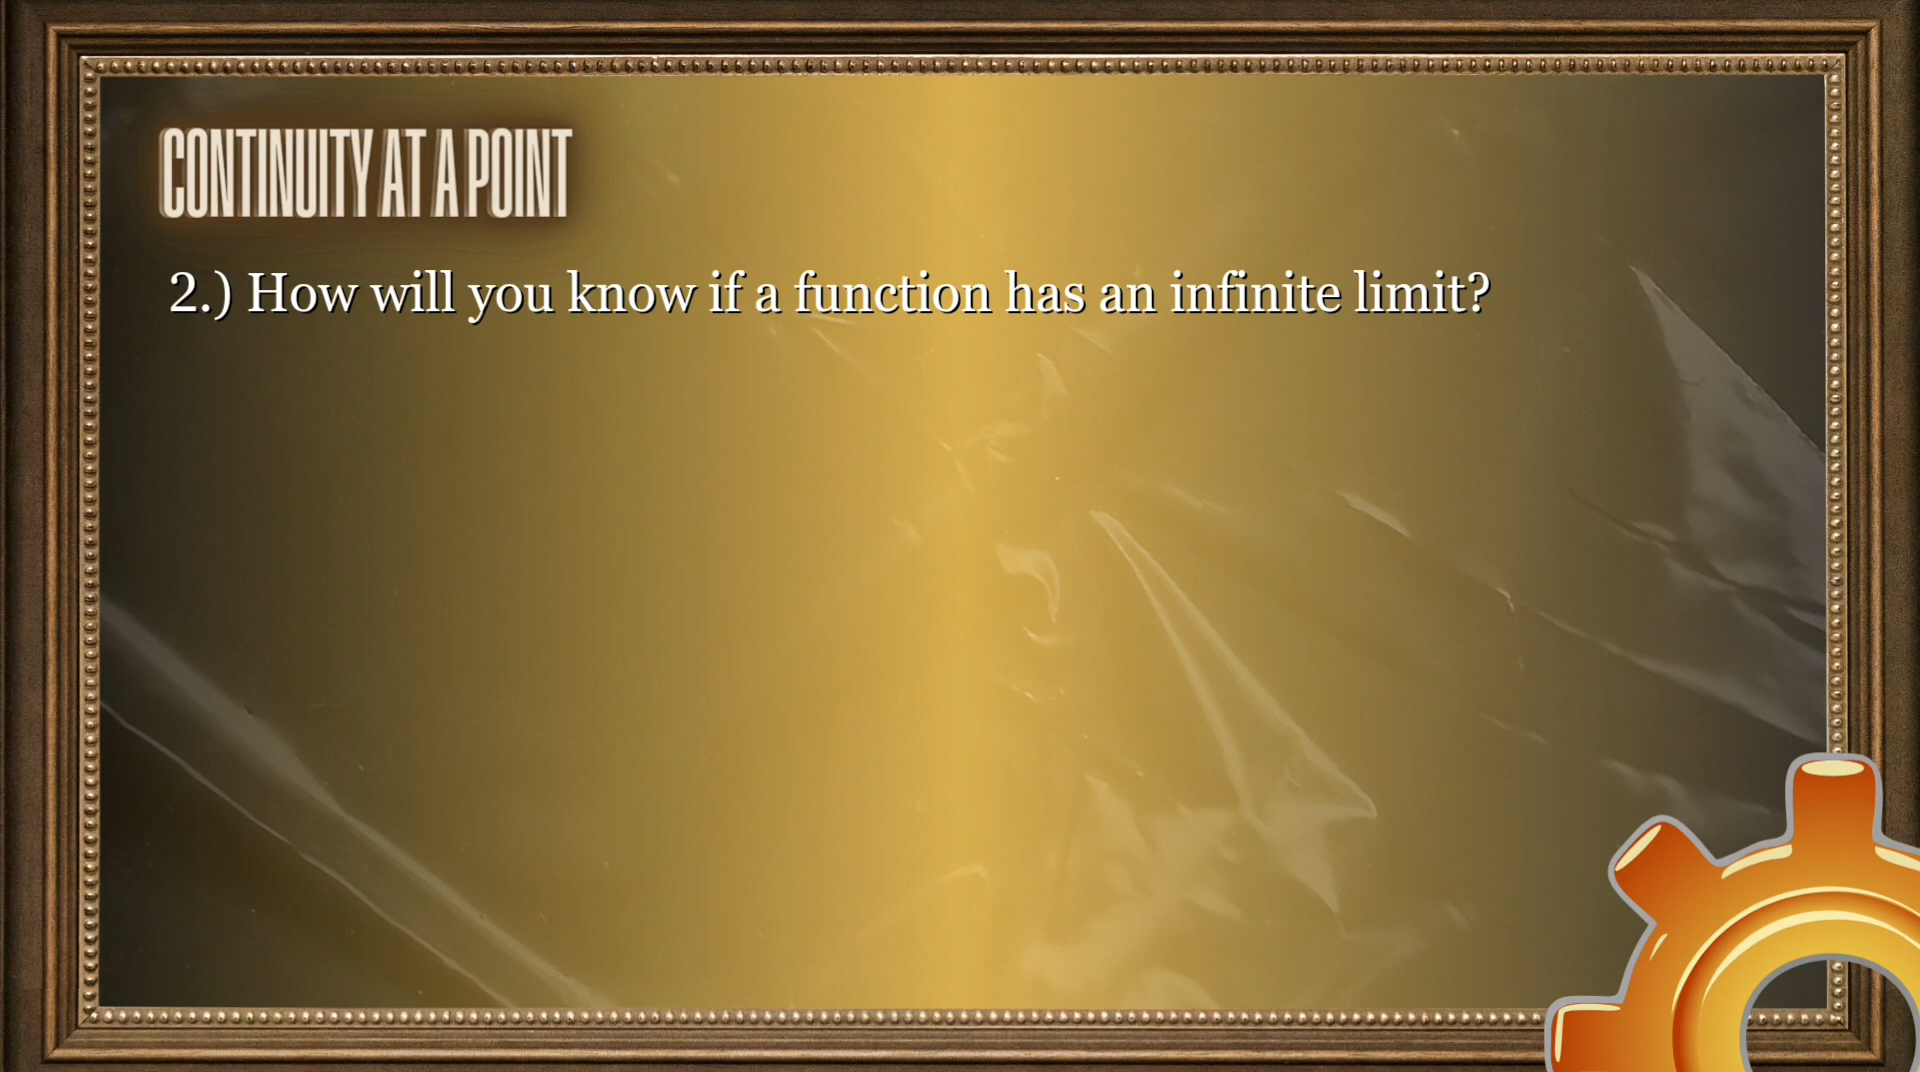 CONTINUITY AT A POINT
2.) How will you know if a function has an infinite limit?